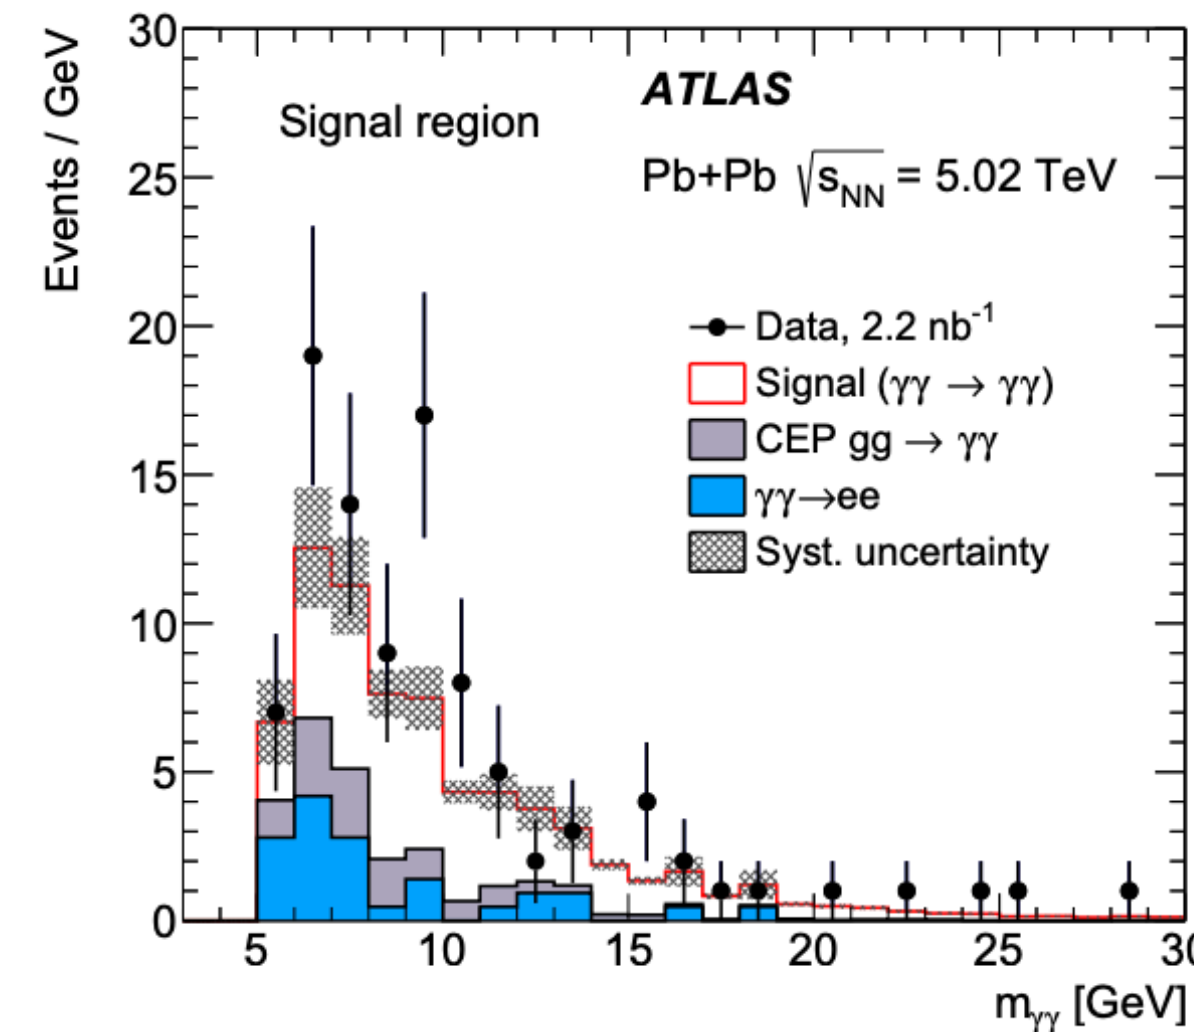 Events / GeV
30
25
20
15
10
5
0
Signal region
ATLAS
Pb+Pb √sNN = 5.02 TeV
Data, 2.2 nb-1
Signal (γγ → γγ)
CEP gg → γγ
γγ→ee
Syst. uncertainty
5 10 15 20 25 30
mγγ [GeV]